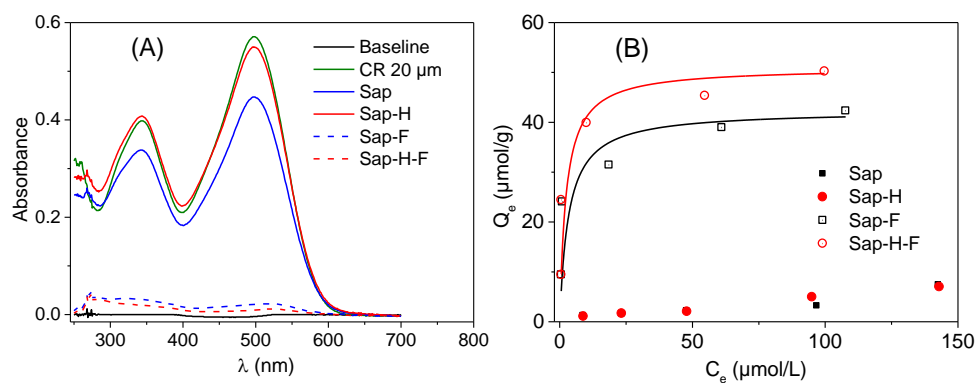 (A)
0.6
0.4
0.2
0.0
Absorbance
300 400 500 600 700 800
λ (nm)
Baseline
CR 20 μm
Sap
Sap-H
Sap-F
Sap-H-F
(B)
60
40
20
0
Qe (μmol/g)
0 50 100 150
Ce (μmol/L)
Sap
Sap-H
Sap-F
Sap-H-F